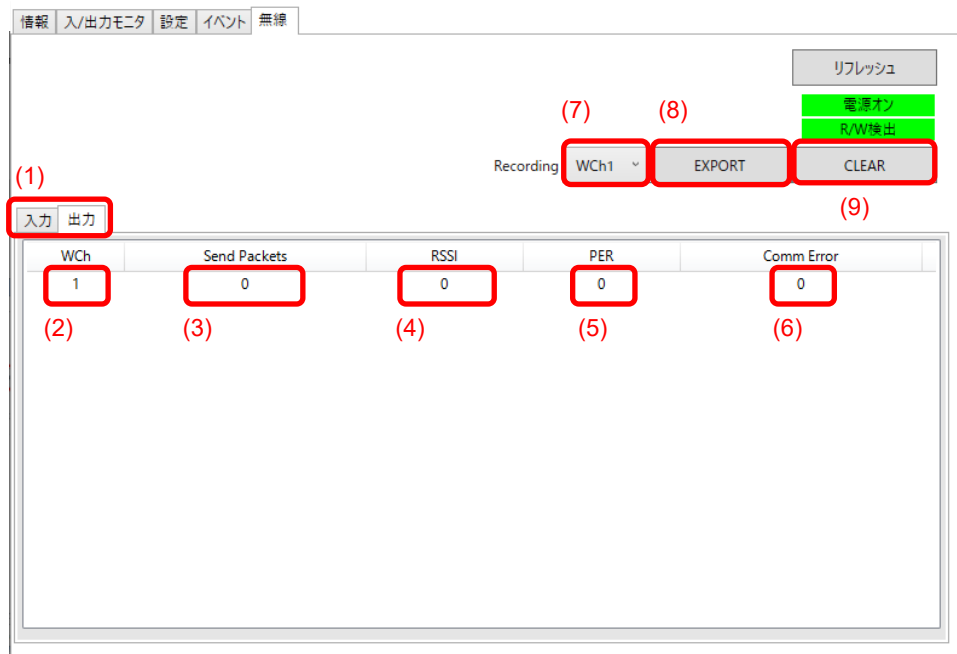 情報 入/出力モニタ 設定 イベント 無線
リフレッシュ
電源オン
R/W検出
(7) (8)
Recording WCh1 EXPORT CLEAR
(1)
(9)
入力 出力
WCh Send Packets RSSI PER Comm Error
1 0 0 0 0
(2) (3) (4) (5) (6)